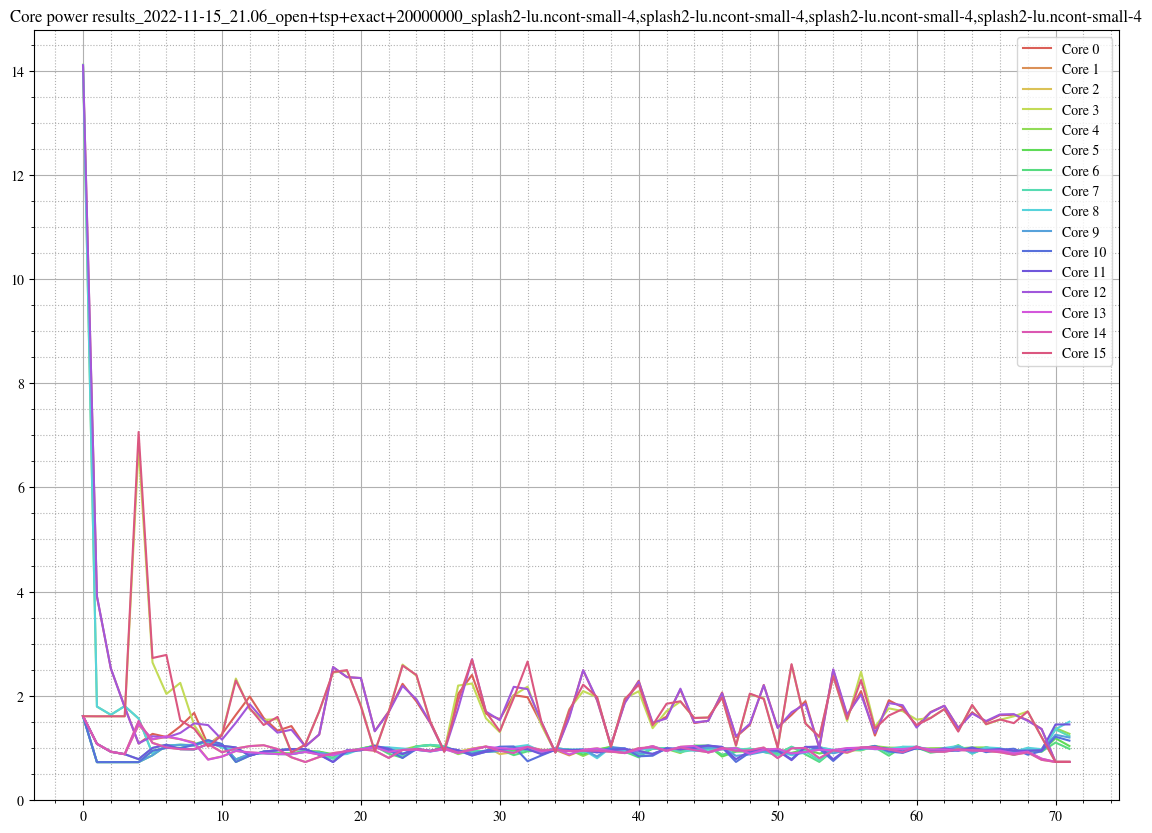 Core power results_2022-11-15_21.06_open+tsp+exact+20000000_splash2-lu.ncont-small-4,splash2-lu.ncont-small-4,splash2-lu.ncont-small-4,splash2-lu.ncont-small-4
14
12
10
8
6
4
2
0
0
10
20
30
40
50
60
70
Core 0
Core 1
Core 2
Core 3
Core 4
Core 5
Core 6
Core 7
Core 8
Core 9
Core 10
Core 11
Core 12
Core 13
Core 14
Core 15